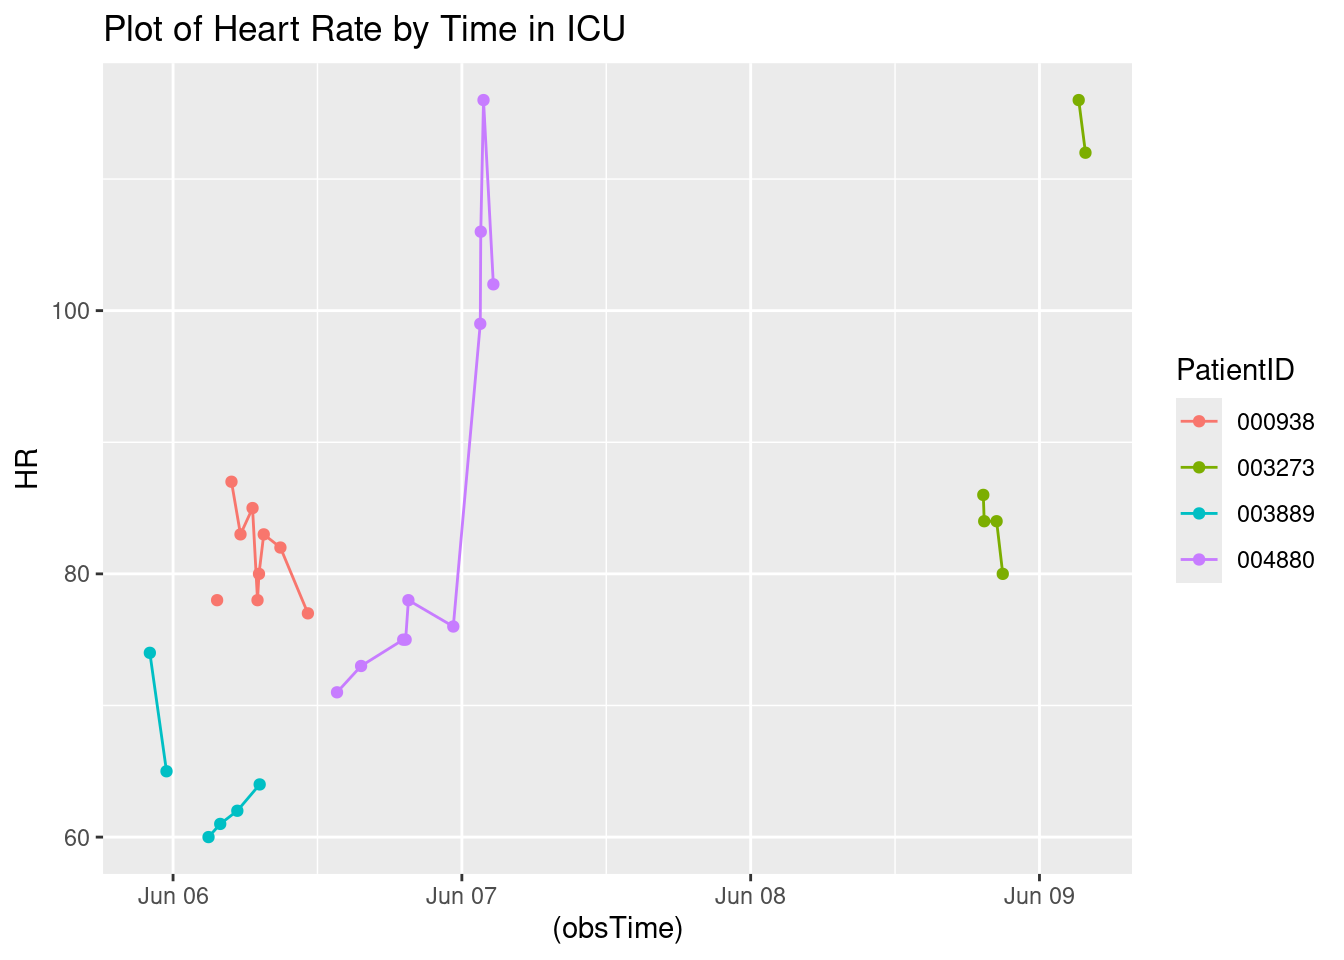 Plot of Heart Rate by Time in ICU
HR
100
80
60
Jun 06 Jun 07 Jun 08 Jun 09
(obsTime)
PatientID
000938
003273
003889
004880